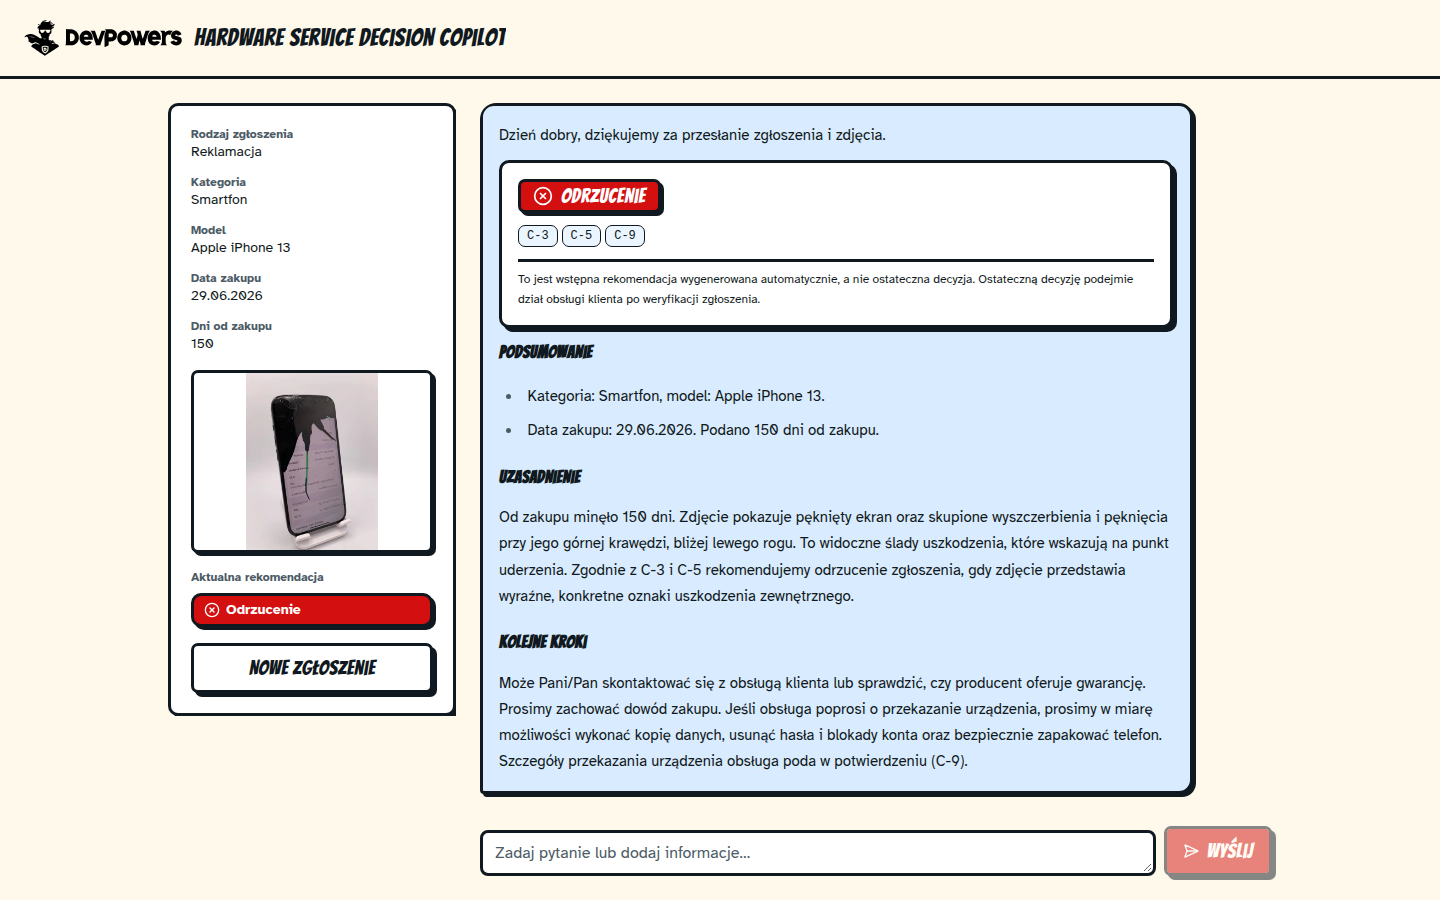 DevPowers HARDWARE SERVICE DECISION COPILOT
Rodzaj zgłoszenia
Reklamacja
Kategoria
Smartfon
Model
Apple iPhone 13
Data zakupu
29.06.2026
Dni od zakupu
150
Aktualna rekomendacja
Odrzucenie
NOWE ZGŁOSZENIE
Dzień dobry, dziękujemy za przesłanie zgłoszenia i zdjęcia.
ODRZUCENIE
C-3 C-5 C-9
To jest wstępna rekomendacja wygenerowana automatycznie, a nie ostateczna decyzja. Ostateczną decyzję podejmie
dział obsługi klienta po weryfikacji zgłoszenia.
PODSUMOWANIE
Kategoria: Smartfon, model: Apple iPhone 13.
Data zakupu: 29.06.2026. Podano 150 dni od zakupu.
UZASADNIENIE
Od zakupu minęło 150 dni. Zdjęcie pokazuje pęknięty ekran oraz skupione wyszczerbienia i pęknięcia
przy jego górnej krawędzi, bliżej lewego rogu. To widoczne ślady uszkodzenia, które wskazują na punkt
uderzenia. Zgodnie z C-3 i C-5 rekomendujemy odrzucenie zgłoszenia, gdy zdjęcie przedstawia
wyraźne, konkretne oznaki uszkodzenia zewnętrznego.
KOLEJNE KROKI
Może Pani/Pan skontaktować się z obsługą klienta lub sprawdzić, czy producent oferuje gwarancję.
Prosimy zachować dowód zakupu. Jeśli obsługa poprosi o przekazanie urządzenia, prosimy w miarę
możliwości wykonać kopię danych, usunąć hasła i blokady konta oraz bezpiecznie zapakować telefon.
Szczegóły przekazania urządzenia obsługa poda w potwierdzeniu (C-9).
Zadaj pytanie lub dodaj informacje...
WYŚLIJ